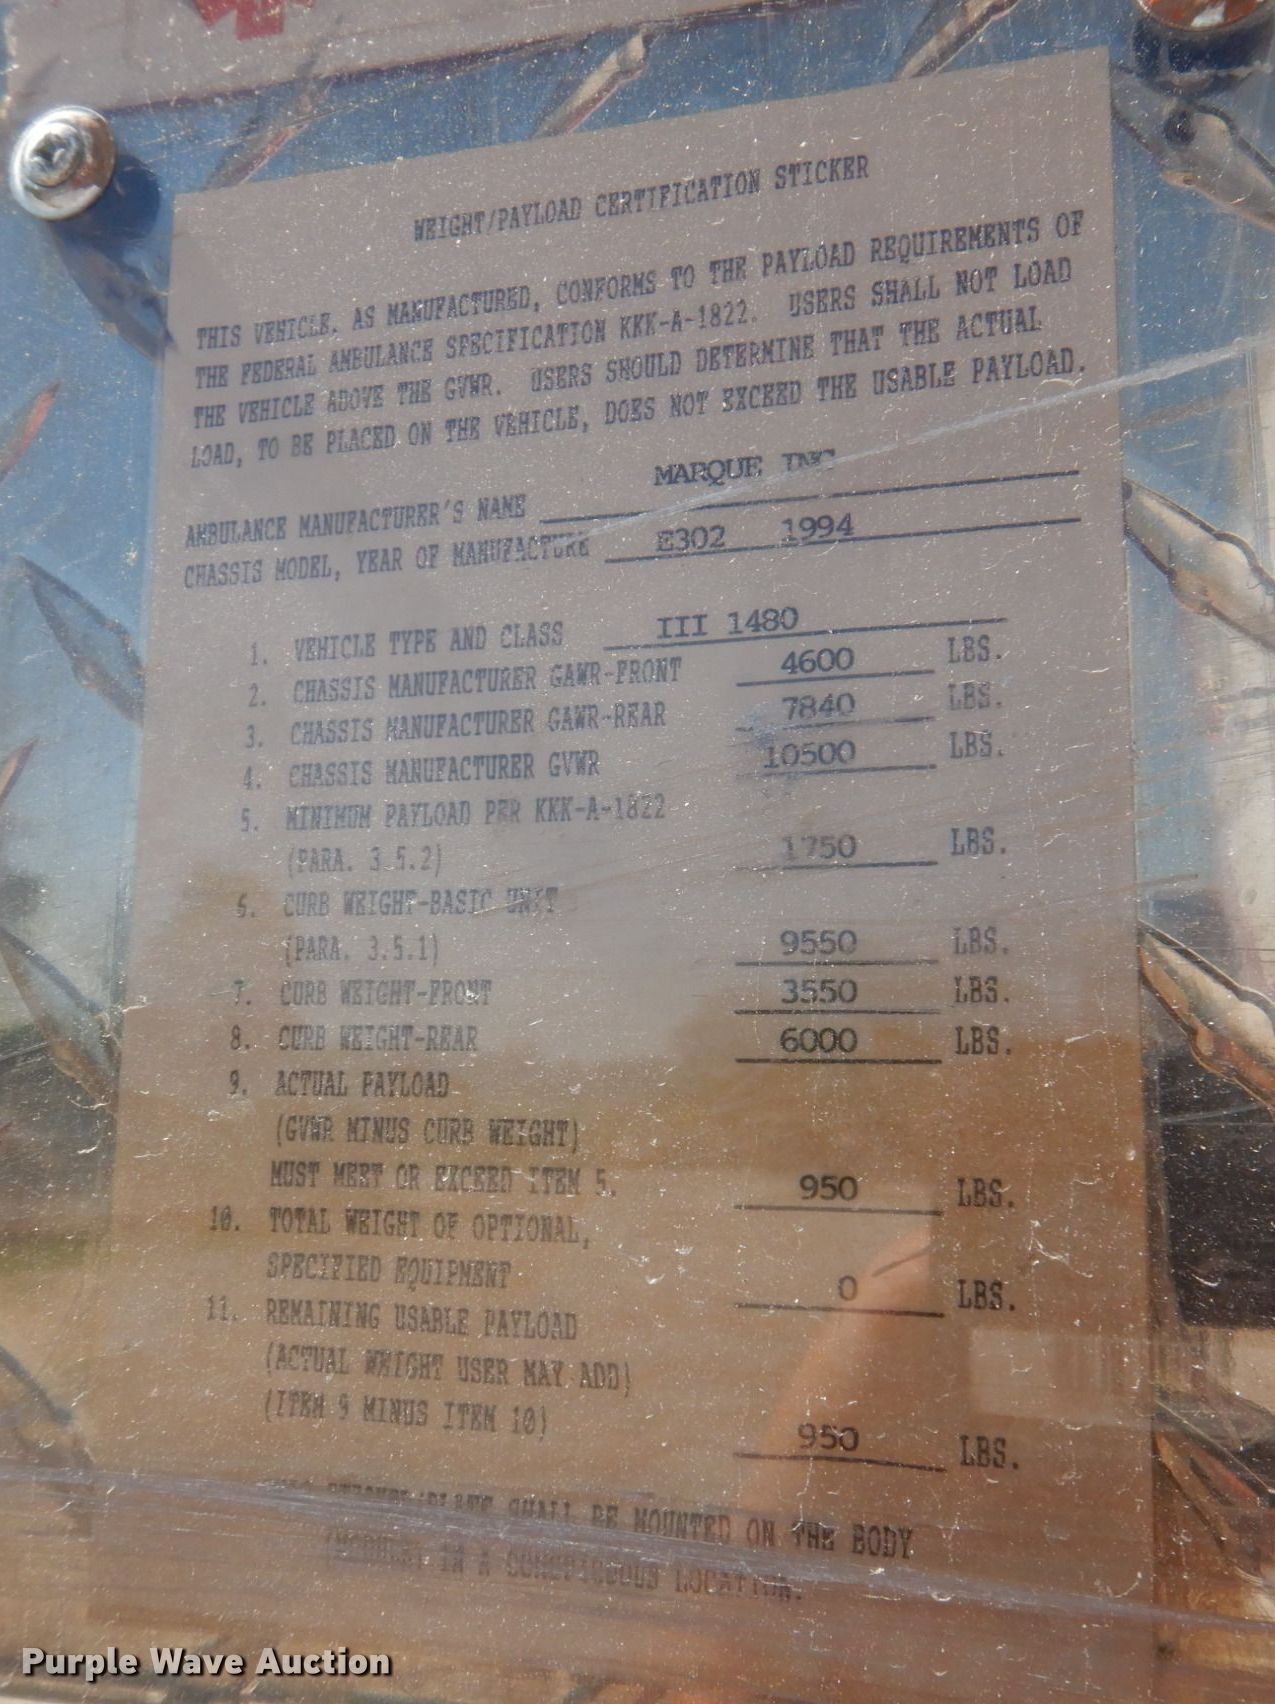 WEIGHT/PAYLOAD CERTIFICATION STICKER
THIS VEHICLE, AS MANUFACTURED, CONFORMS TO THE PAYLOAD REQUIREMENTS OF
THE FEDERAL AMBULANCE SPECIFICATION KKK-A-1822. USERS SHALL NOT LOAD
THE VEHICLE ABOVE THE GVWR. USERS SHOULD DETERMINE THAT THE ACTUAL
LOAD, TO BE PLACED ON THE VEHICLE, DOES NOT EXCEED THE USABLE PAYLOAD.
AMBULANCE MANUFACTURER'S NAME MARQUE INC
CHASSIS MODEL, YEAR OF MANUFACTURE E302 1994
1. VEHICLE TYPE AND CLASS III 1480
2. CHASSIS MANUFACTURER GAWR-FRONT 4600 LBS.
3. CHASSIS MANUFACTURER GAWR-REAR 7840 LBS.
4. CHASSIS MANUFACTURER GVWR 10500 LBS.
5. MINIMUM PAYLOAD PER KKK-A-1822
(PARA. 3.5.2) 1750 LBS.
6. CURB WEIGHT-BASIC UNIT
(PARA. 3.5.1) 9550 LBS.
7. CURB WEIGHT-FRONT 3550 LBS.
8. CURB WEIGHT-REAR 6000 LBS.
9. ACTUAL PAYLOAD
(GVWR MINUS CURB WEIGHT)
MUST MEET OR EXCEED ITEM 5. 950 LBS.
10. TOTAL WEIGHT OF OPTIONAL,
SPECIFIED EQUIPMENT 0 LBS.
11. REMAINING USABLE PAYLOAD
(ACTUAL WEIGHT USER MAY ADD)
(ITEM 9 MINUS ITEM 10) 950 LBS.
SHALL BE MOUNTED ON THE BODY
IN A CONSPICUOUS LOCATION.
Purple Wave Auction